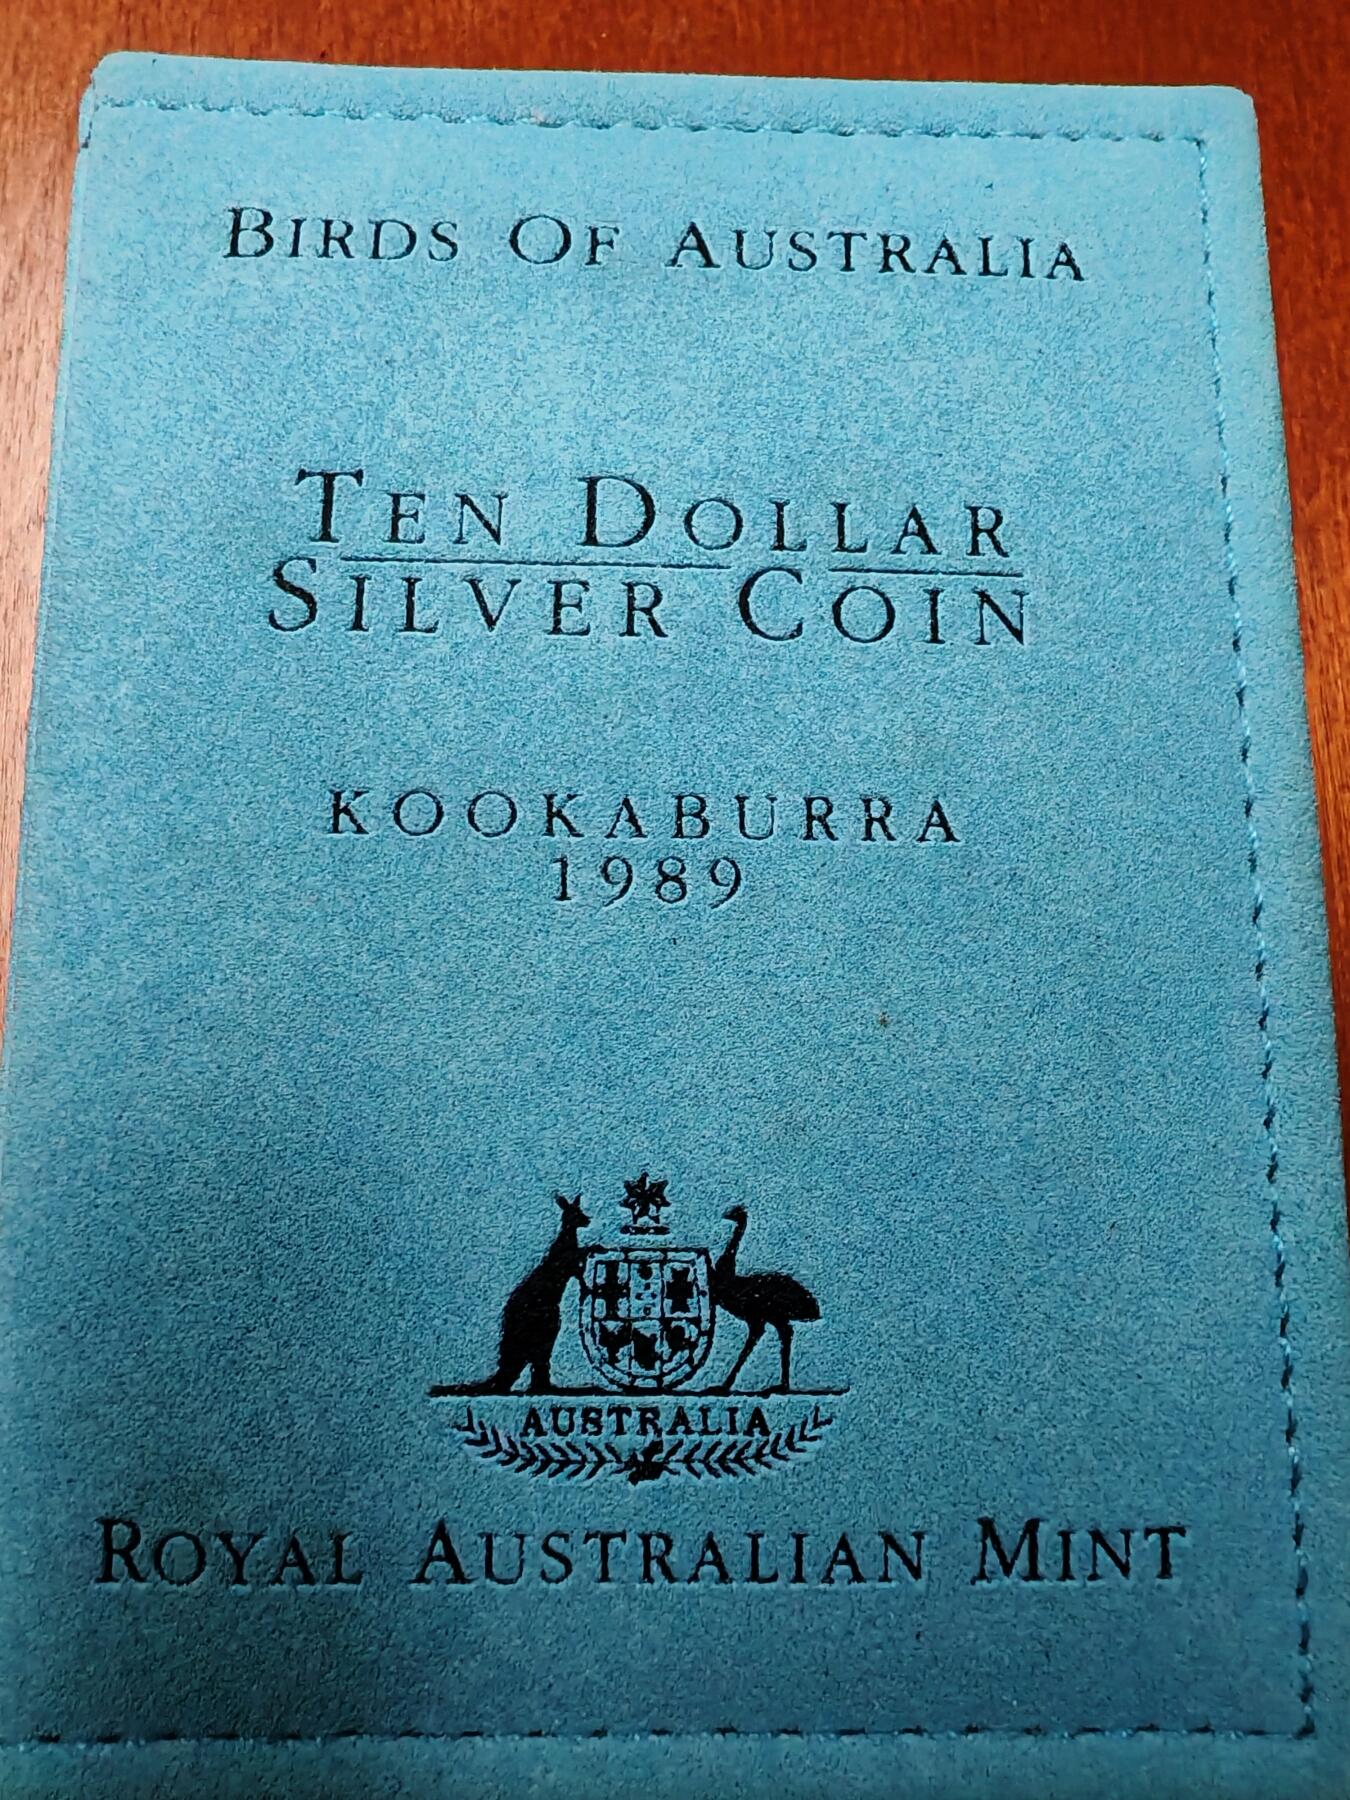 BIRDS OF AUSTRALIA
TEN DOLLAR
SILVER COIN
KOOKABURRA
1989
AUSTRALIA
ROYAL AUSTRALIAN MINT